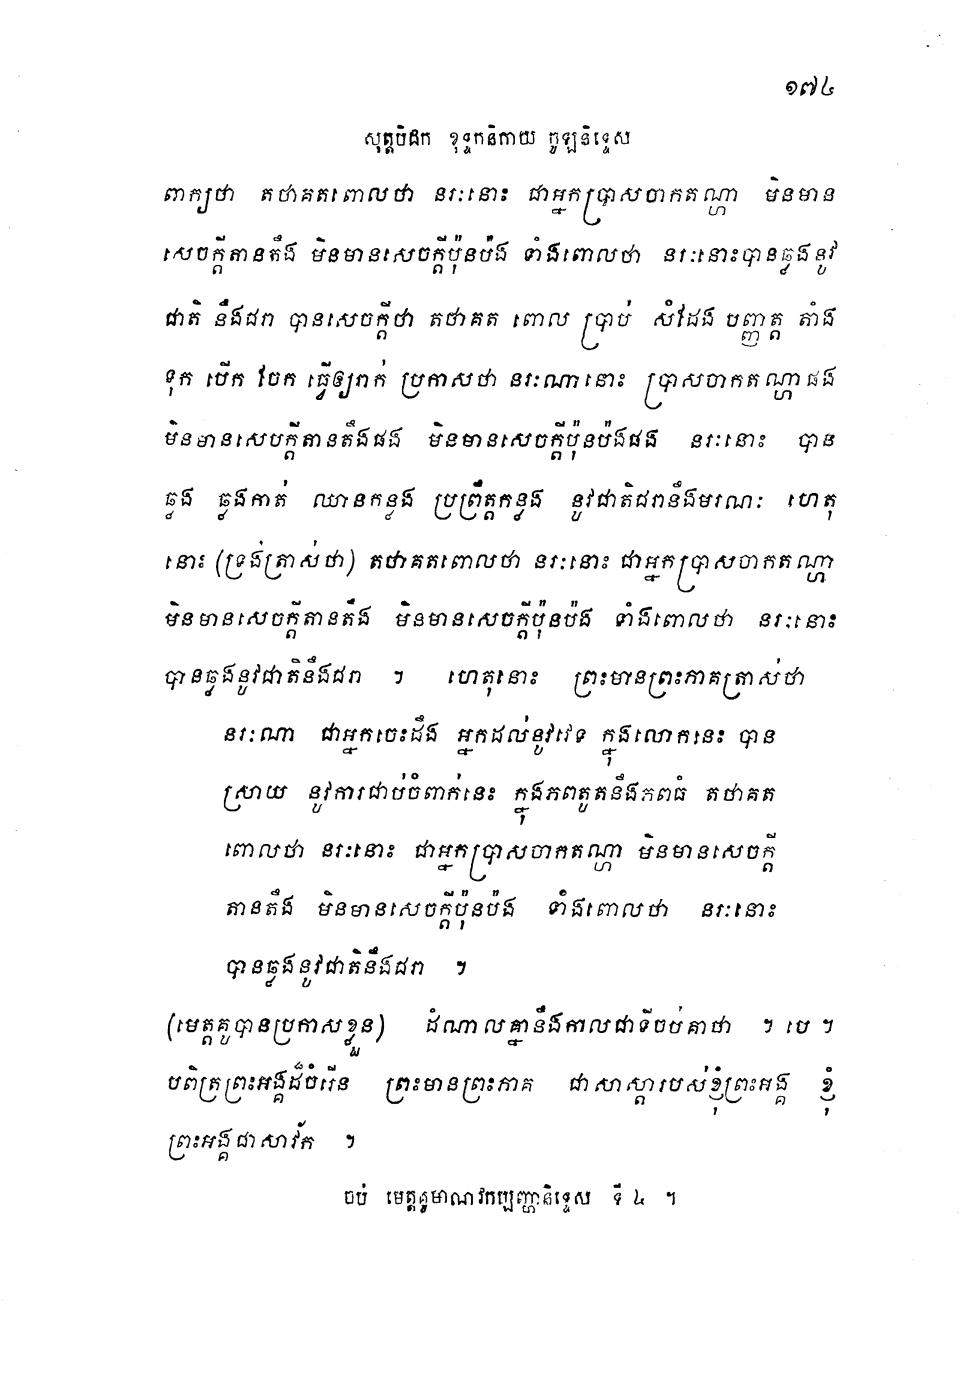 ១៧៤
សុត្តបិដក ខុទ្ទកនិកាយ ចូឡនិទ្ទេស
ពាក្យថា តថាគតពោលថា នរៈនោះ ជាអ្នកប្រាសចាកតណ្ហា មិនមាន
សេចក្តីតានតឹង មិនមានសេចក្តីប៉ុនប៉ង ទាំងពោលថា នរៈនោះបានឆ្លងនូវ
ជាតិ នឹងជរា បានសេចក្តីថា តថាគត ពោល ប្រាប់ សំដែង បញ្ញត្ត តាំង
ទុក បើក ចែក ធ្វើឲ្យរាក់ ប្រកាសថា នរៈណានោះ ប្រាសចាកតណ្ហាផង
មិនមានសេចក្តីតានតឹងផង មិនមានសេចក្តីប៉ុនប៉ងផង នរៈនោះ បាន
ឆ្លង ឆ្លងកាត់ ឈានកន្លង ប្រព្រឹត្តកន្លង នូវជាតិជរានឹងមរណៈ ហេតុ
នោះ (ទ្រង់ត្រាស់ថា) តថាគតពោលថា នរៈនោះ ជាអ្នកប្រាសចាកតណ្ហា
មិនមានសេចក្តីតានតឹង មិនមានសេចក្តីប៉ុនប៉ង ទាំងពោលថា នរៈនោះ
បានឆ្លងនូវជាតិនឹងជរា ។ ហេតុនោះ ព្រះមានព្រះភាគត្រាស់ថា
នរៈណា ជាអ្នកចេះដឹង អ្នកដល់នូវវេទ ក្នុងលោកនេះ បាន
ស្រាយ នូវការជាប់ចំពាក់នេះ ក្នុងភពតូតនឹងភពធំ តថាគត
ពោលថា នរៈនោះ ជាអ្នកប្រាសចាកតណ្ហា មិនមានសេចក្តី
តានតឹង មិនមានសេចក្តីប៉ុនប៉ង ទាំងពោលថា នរៈនោះ
បានឆ្លងនូវជាតិនឹងជរា ។
(មេត្តគូបានប្រកាសខ្លួន) ដំណាលគ្នានឹងកាលជាទីចប់គាថា ។ បេ ។
បពិត្រព្រះអង្គដ៏ចំរើន ព្រះមានព្រះភាគ ជាសាស្តារបស់ខ្ញុំព្រះអង្គ ខ្ញុំ
ព្រះអង្គជាសាវ័ក ។
ចប់ មេត្តគូមាណវកប្បញ្ហានិទ្ទេស ទី ៤ ។